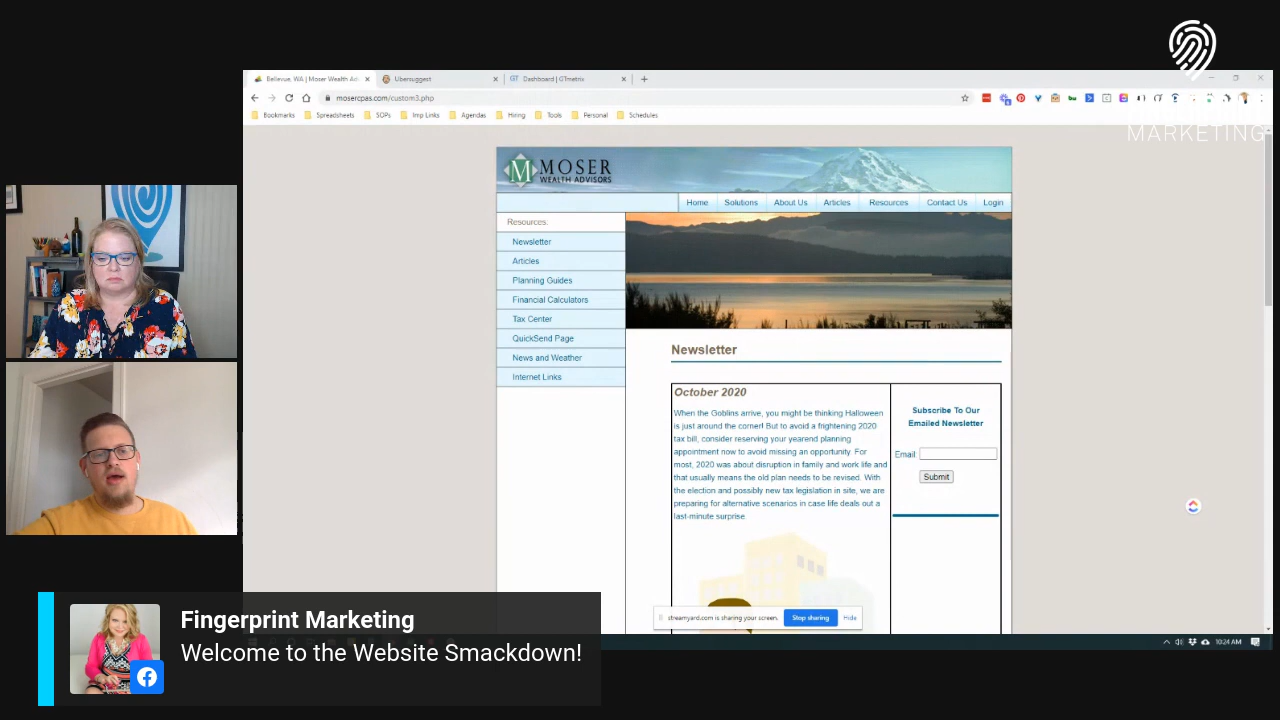 Bellevue, WA | Moser Wealth Ad
Ubersuggest
Dashboard | GTmetrix
mosercpas.com/custom3.php
Bookmarks
Spreadsheets
SOPs
Imp Links
Agendas
Hiring
Tools
Personal
Schedules
MARKETING
M MOSER
WEALTH ADVISORS
Home
Solutions
About Us
Articles
Resources
Contact Us
Login
Resources:
Newsletter
Articles
Planning Guides
Financial Calculators
Tax Center
QuickSend Page
News and Weather
Internet Links
Newsletter
October 2020
When the Goblins arrive, you might be thinking Halloween
is just around the corner! But to avoid a frightening 2020
tax bill, consider reserving your yearend planning
appointment now to avoid missing an opportunity. For
most, 2020 was about disruption in family and work life and
that usually means the old plan needs to be revised. With
the election and possibly new tax legislation in site, we are
preparing for alternative scenarios in case life deals out a
last-minute surprise.
Subscribe To Our
Emailed Newsletter
Email:
Submit
streamyard.com is sharing your screen.
Stop sharing
Hide
10:24 AM
Fingerprint Marketing
Welcome to the Website Smackdown!